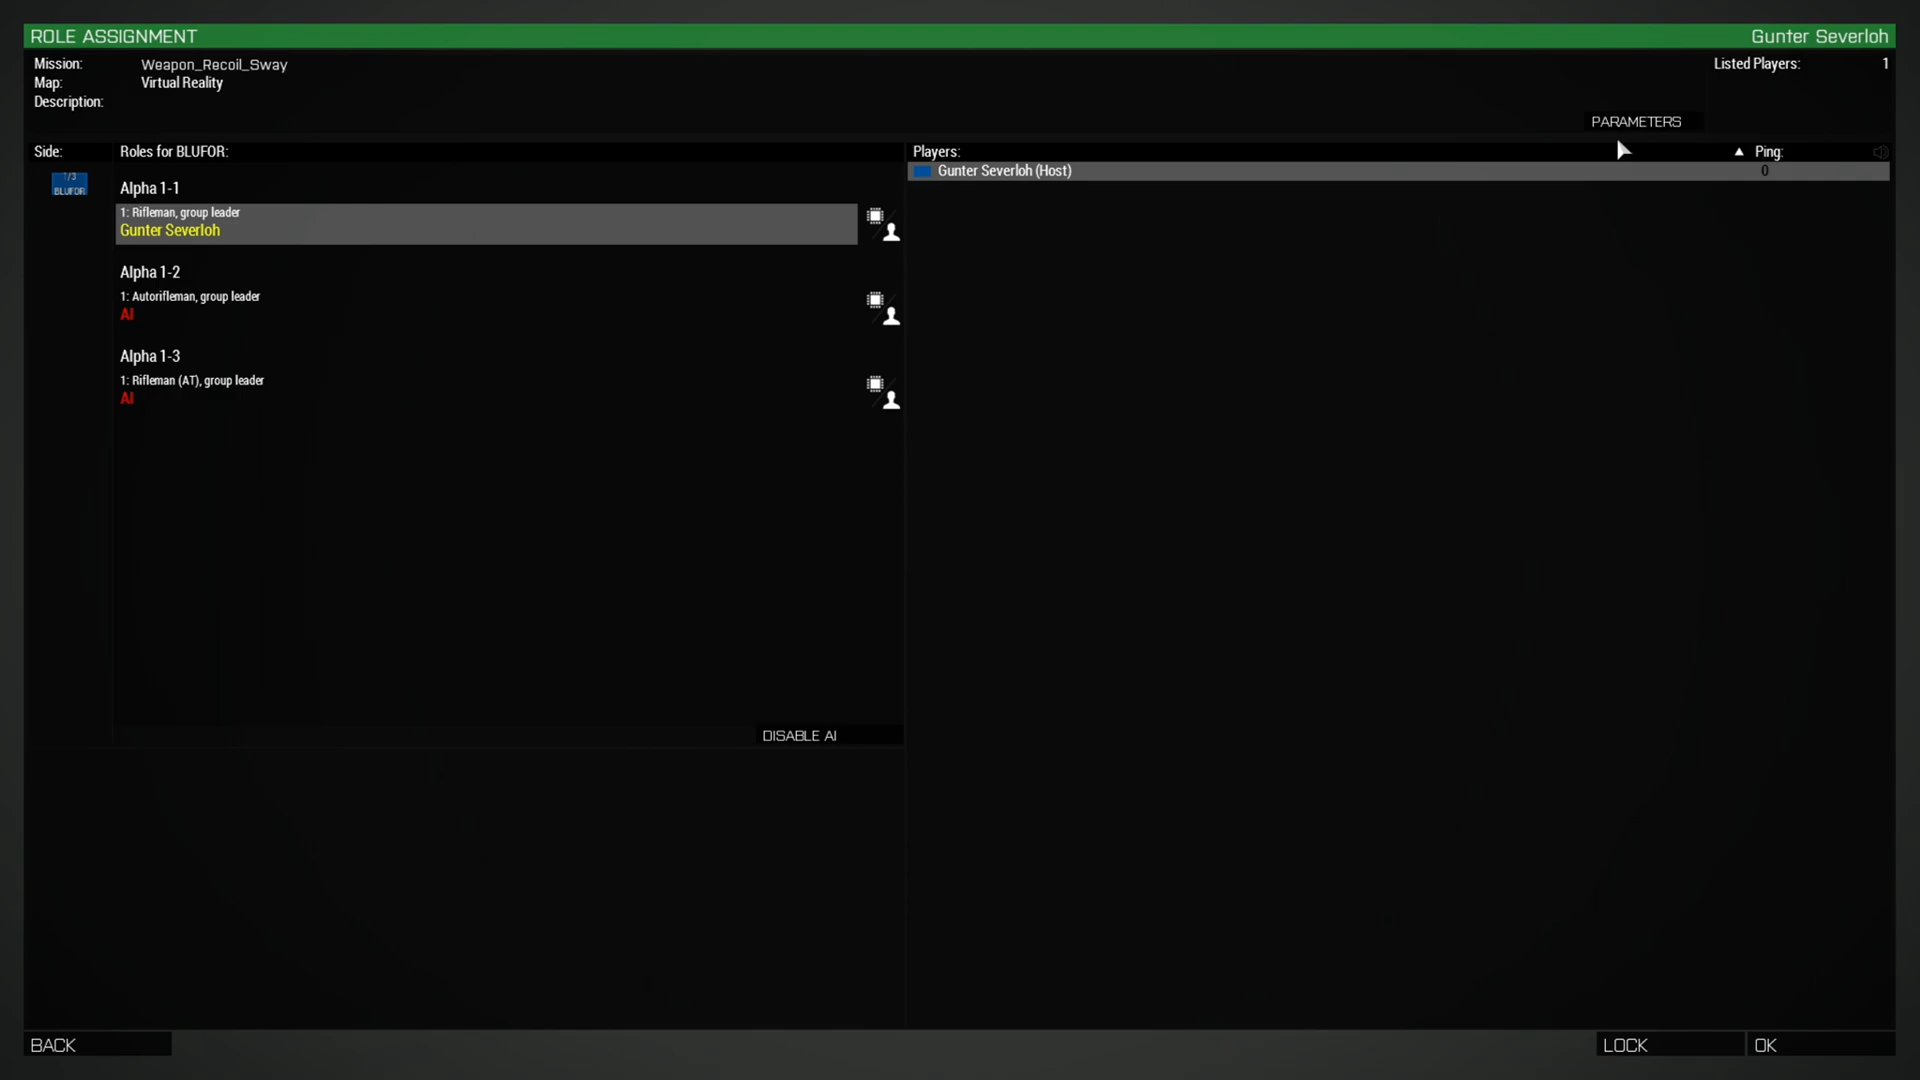 ROLE ASSIGNMENT
Gunter Severloh
Mission: Weapon_Recoil_Sway
Listed Players: 1
Map: Virtual Reality
Description:
PARAMETERS
Side:
Roles for BLUFOR:
Players:
Ping:
1/3
BLUFOR
Gunter Severloh (Host)
0
Alpha 1-1
1: Rifleman, group leader
Gunter Severloh
Alpha 1-2
1: Autorifleman, group leader
AI
Alpha 1-3
1: Rifleman (AT), group leader
AI
DISABLE AI
BACK
LOCK
OK